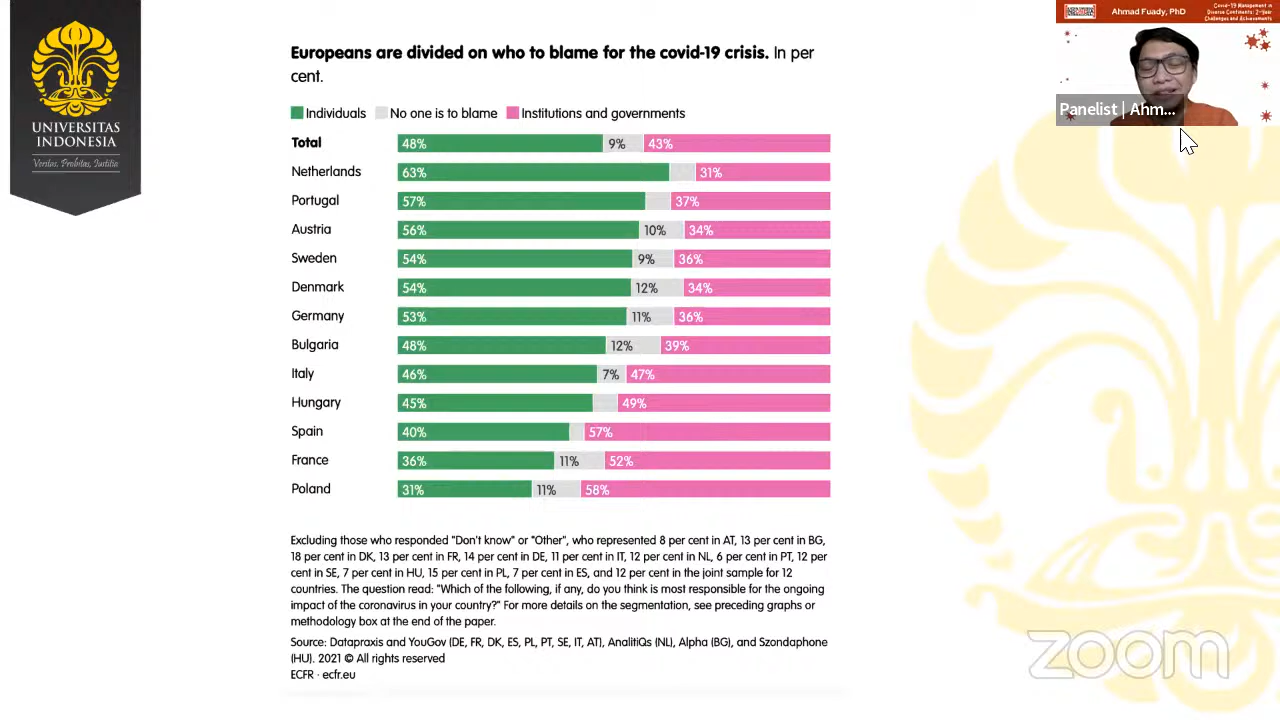 UNIVERSITAS
INDONESIA
Veritas, Probitas, Iustitia
Europeans are divided on who to blame for the covid-19 crisis. In per
cent.
Individuals No one is to blame Institutions and governments
Total 48% 9% 43%
Netherlands 63% 31%
Portugal 57% 37%
Austria 56% 10% 34%
Sweden 54% 9% 36%
Denmark 54% 12% 34%
Germany 53% 11% 36%
Bulgaria 48% 12% 39%
Italy 46% 7% 47%
Hungary 45% 49%
Spain 40% 57%
France 36% 11% 52%
Poland 31% 11% 58%
Excluding those who responded "Don't know" or "Other", who represented 8 per cent in AT, 13 per cent in BG,
18 per cent in DK, 13 per cent in FR, 14 per cent in DE, 11 per cent in IT, 12 per cent in NL, 6 per cent in PT, 12 per
cent in SE, 7 per cent in HU, 15 per cent in PL, 7 per cent in ES, and 12 per cent in the joint sample for 12
countries. The question read: "Which of the following, if any, do you think is most responsible for the ongoing
impact of the coronavirus in your country?" For more details on the segmentation, see preceding graphs or
methodology box at the end of the paper.
Source: Datapraxis and YouGov (DE, FR, DK, ES, PL, PT, SE, IT, AT), AnalitiQs (NL), Alpha (BG), and Szondaphone
(HU). 2021 © All rights reserved
ECFR · ecfr.eu
Ahmad Fuady, PhD
Covid-19 Management in
Diverse Continents: 2-Year
Challenges and Achievements
Panelist | Ahm...
zoom